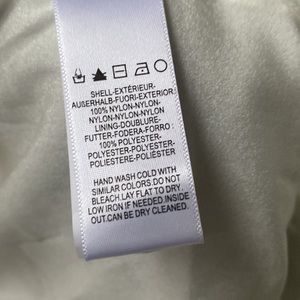 SHELL-EXTÉRIEUR-
AUßERHALB-FUORI-EXTERIOR
100% NYLON-NYLON-
NYLON-NYLON-NYLON
LINING-DOUBLURE-
FUTTER-FODERA-FORRO :
100% POLYESTER-
POLYESTER-POLYESTER-
POLIESTERE-POLIÉSTER
HAND WASH COLD WITH
SIMILAR COLORS.DO NOT
BLEACH.LAY FLAT TO DRY
LOW IRON IF NEEDED.INSIDE
OUT.CAN BE DRY CLEANED.